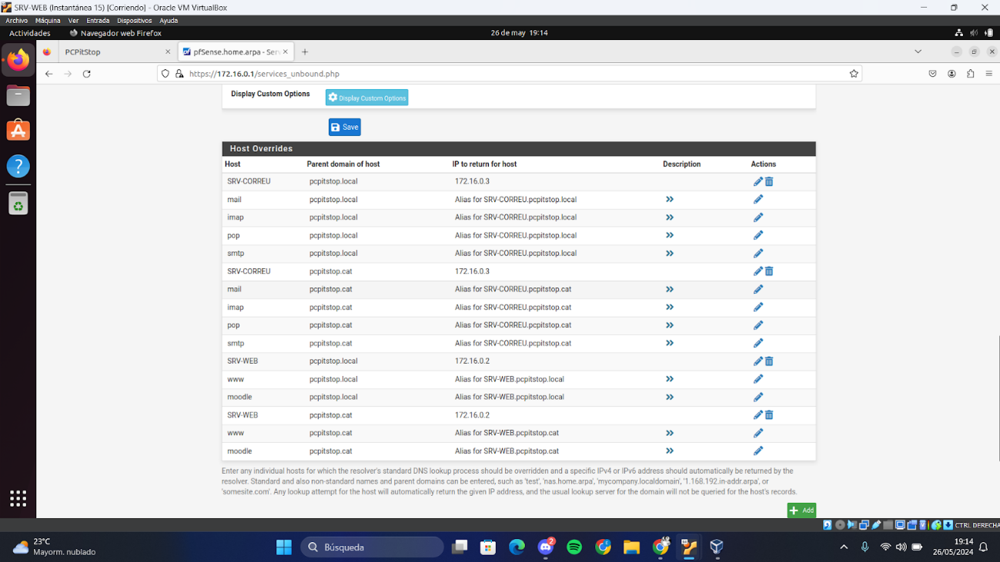 SRV-WEB (Instantánea 15) [Corriendo] - Oracle VM VirtualBox
Archivo Máquina Ver Entrada Dispositivos Ayuda
Actividades Navegador web Firefox 26 de may 19:14
PCPitStop pfSense.home.arpa - Ser
https://172.16.0.1/services_unbound.php
Display Custom Options Display Custom Options
Save
Host Overrides
Host Parent domain of host IP to return for host Description Actions
SRV-CORREU pcpitstop.local 172.16.0.3
mail pcpitstop.local Alias for SRV-CORREU.pcpitstop.local
imap pcpitstop.local Alias for SRV-CORREU.pcpitstop.local
pop pcpitstop.local Alias for SRV-CORREU.pcpitstop.local
smtp pcpitstop.local Alias for SRV-CORREU.pcpitstop.local
SRV-CORREU pcpitstop.cat 172.16.0.3
mail pcpitstop.cat Alias for SRV-CORREU.pcpitstop.cat
imap pcpitstop.cat Alias for SRV-CORREU.pcpitstop.cat
pop pcpitstop.cat Alias for SRV-CORREU.pcpitstop.cat
smtp pcpitstop.cat Alias for SRV-CORREU.pcpitstop.cat
SRV-WEB pcpitstop.local 172.16.0.2
www pcpitstop.local Alias for SRV-WEB.pcpitstop.local
moodle pcpitstop.local Alias for SRV-WEB.pcpitstop.local
SRV-WEB pcpitstop.cat 172.16.0.2
www pcpitstop.cat Alias for SRV-WEB.pcpitstop.cat
moodle pcpitstop.cat Alias for SRV-WEB.pcpitstop.cat
Enter any individual hosts for which the resolver's standard DNS lookup process should be overridden and a specific IPv4 or IPv6 address should automatically be returned by the
resolver. Standard and also non-standard names and parent domains can be entered, such as 'test', 'nas.home.arpa', 'mycompany.localdomain', '1.168.192.in-addr.arpa', or
'somesite.com'. Any lookup attempt for the host will automatically return the given IP address, and the usual lookup server for the domain will not be queried for the host's records.
Add
CTRL DERECHA
23°C
Mayorm. nublado
Búsqueda
2
19:14
26/05/2024